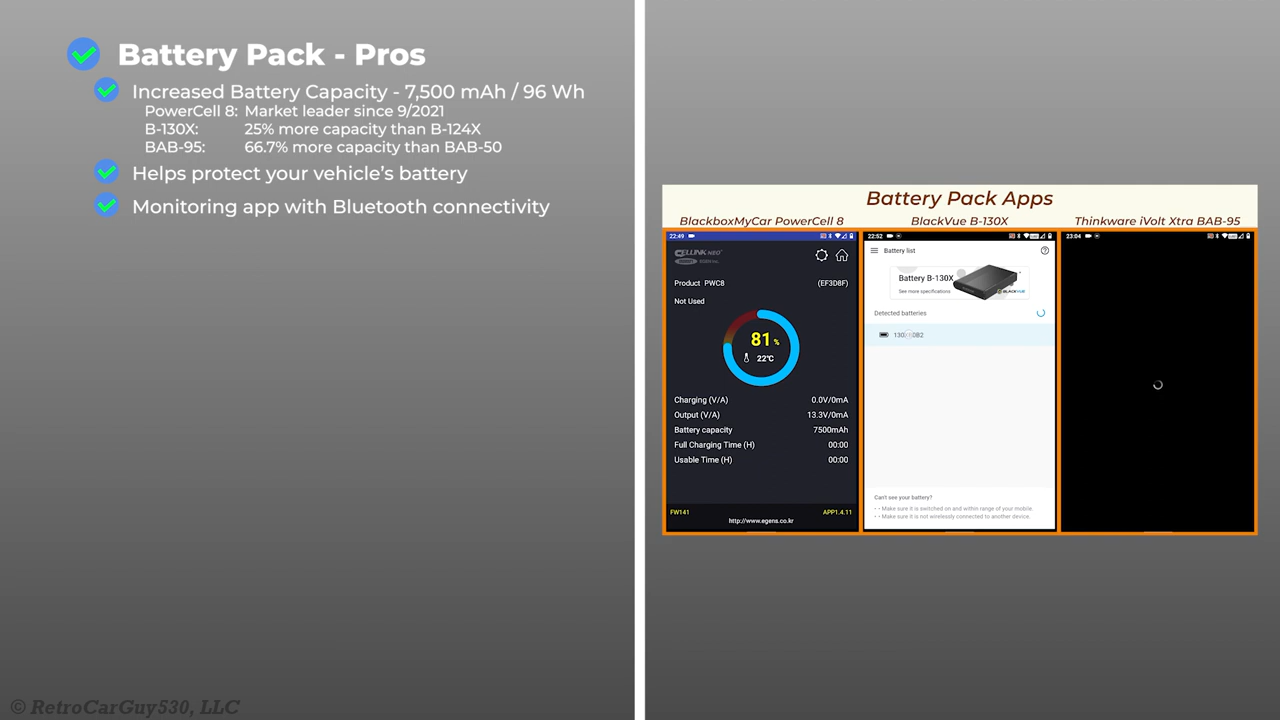 Battery Pack - Pros
Increased Battery Capacity - 7,500 mAh / 96 Wh
PowerCell 8: Market leader since 9/2021
B-130X: 25% more capacity than B-124X
BAB-95: 66.7% more capacity than BAB-50
Helps protect your vehicle's battery
Monitoring app with Bluetooth connectivity
Battery Pack Apps
BlackboxMyCar PowerCell 8
22:49
CELLINK NEO
EGEN Inc.
Product PWC8 (EF3D8F)
Not Used
81 %
22℃
Charging (V/A) 0.0V/0mA
Output (V/A) 13.3V/0mA
Battery capacity 7500mAh
Full Charging Time (H) 00:00
Usable Time (H) 00:00
FW141 APP1.4.11
http://www.egens.co.kr
BlackVue B-130X
22:52
Battery list
Battery B-130X
See more specifications
BLACKVUE
Detected batteries
Can't see your battery?
- • Make sure it is switched on and within range of your mobile.
- • Make sure it is not wirelessly connected to another device.
Thinkware iVolt Xtra BAB-95
23:04
© RetroCarGuy530, LLC